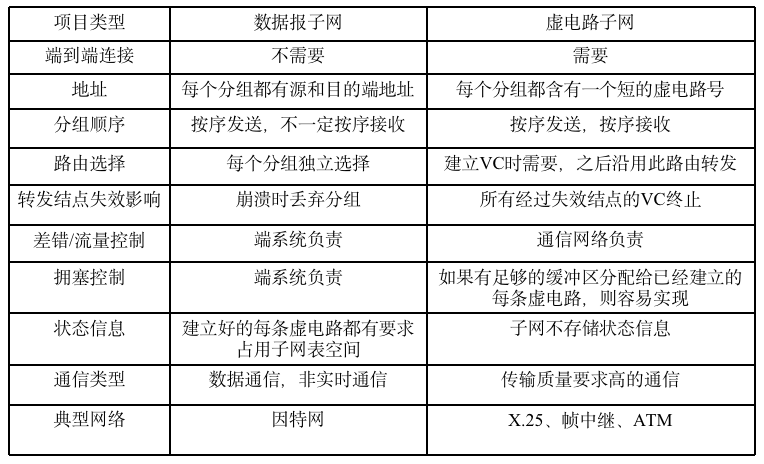 项目类型 数据报子网 虚电路子网
端到端连接 不需要 需要
地址 每个分组都有源和目的端地址 每个分组都含有一个短的虚电路号
分组顺序 按序发送，不一定按序接收 按序发送，按序接收
路由选择 每个分组独立选择 建立VC时需要，之后沿用此路由转发
转发结点失效影响 崩溃时丢弃分组 所有经过失效结点的VC终止
差错/流量控制 端系统负责 通信网络负责
拥塞控制 端系统负责 如果有足够的缓冲区分配给已经建立的
每条虚电路，则容易实现
状态信息 建立好的每条虚电路都有要求 子网不存储状态信息
占用子网表空间
通信类型 数据通信，非实时通信 传输质量要求高的通信
典型网络 因特网 X.25、帧中继、ATM